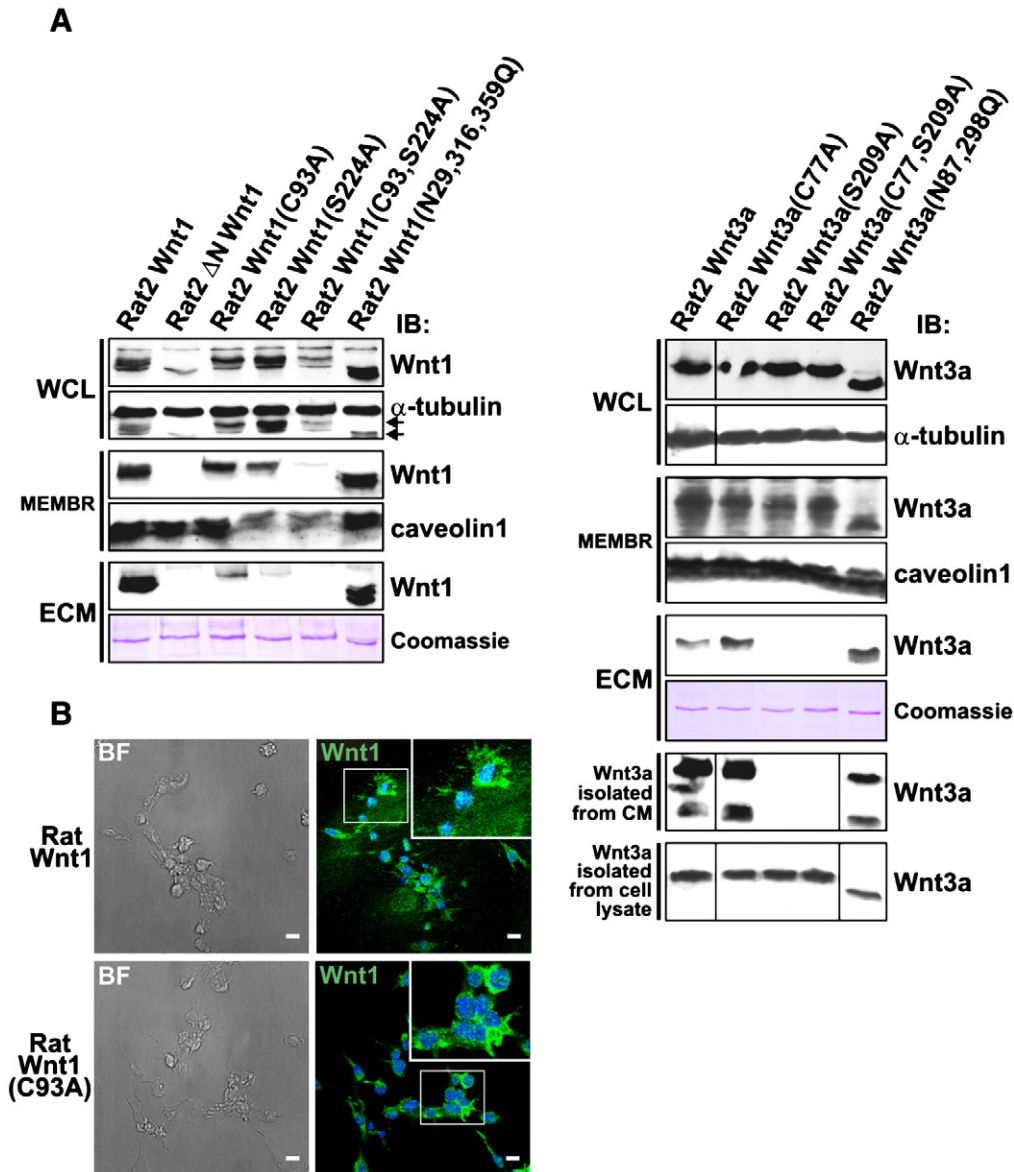 A
Rat2 Wnt1
Rat2 ΔN Wnt1
Rat2 Wnt1(C93A)
Rat2 Wnt1(S224A)
Rat2 Wnt1(C93,S224A)
Rat2 Wnt1(N29,316,359Q)
IB:
WCL
Wnt1
α-tubulin
MEMBR
Wnt1
caveolin1
ECM
Wnt1
Coomassie
Rat2 Wnt3a
Rat2 Wnt3a(C77A)
Rat2 Wnt3a(S209A)
Rat2 Wnt3a(C77,S209A)
Rat2 Wnt3a(N87,298Q)
IB:
WCL
Wnt3a
α-tubulin
MEMBR
Wnt3a
caveolin1
ECM
Wnt3a
Coomassie
Wnt3a
isolated
from CM
Wnt3a
Wnt3a
isolated
from cell
lysate
Wnt3a
B
BF
Wnt1
Rat
Wnt1
BF
Wnt1
Rat
Wnt1
(C93A)